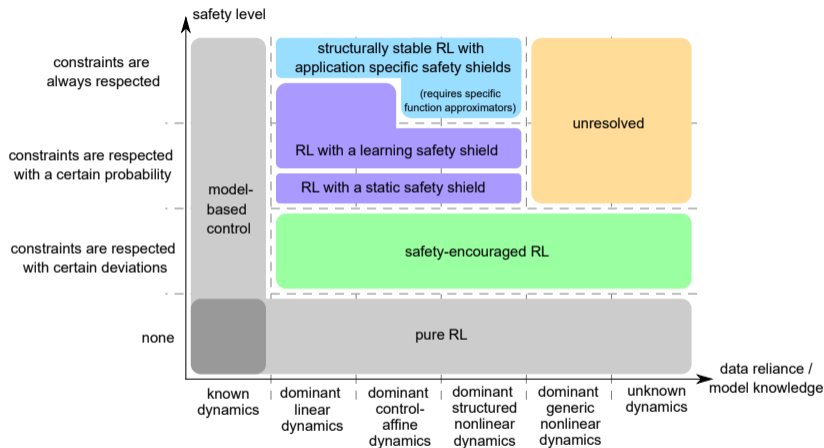 safety level
constraints are
always respected
structurally stable RL with
application specific safety shields
(requires specific
function approximators)
unresolved
constraints are respected
with a certain probability
RL with a learning safety shield
RL with a static safety shield
model-
based
control
constraints are respected
with certain deviations
safety-encouraged RL
none
pure RL
data reliance /
model knowledge
known
dynamics
dominant
linear
dynamics
dominant
control-
affine
dynamics
dominant
structured
nonlinear
dynamics
dominant
generic
nonlinear
dynamics
unknown
dynamics